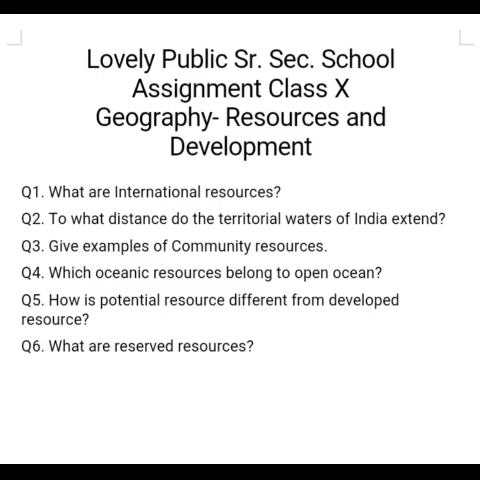 Lovely Public Sr. Sec. School
Assignment Class X
Geography- Resources and
Development
Q1. What are International resources?
Q2. To what distance do the territorial waters of India extend?
Q3. Give examples of Community resources.
Q4. Which oceanic resources belong to open ocean?
Q5. How is potential resource different from developed
resource?
Q6. What are reserved resources?